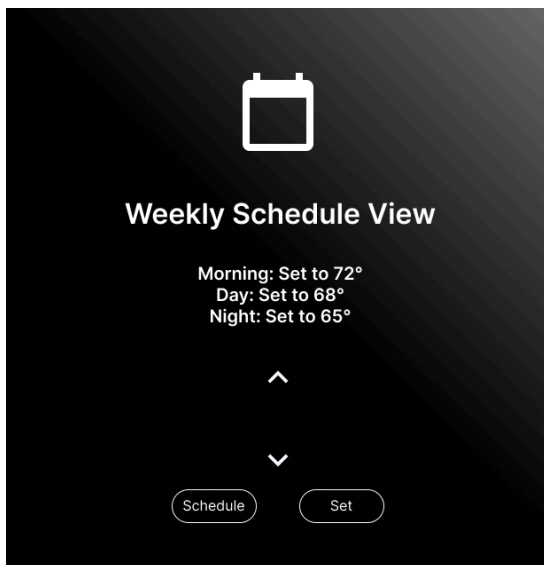 Weekly Schedule View
Morning: Set to 72°
Day: Set to 68°
Night: Set to 65°
Schedule
Set